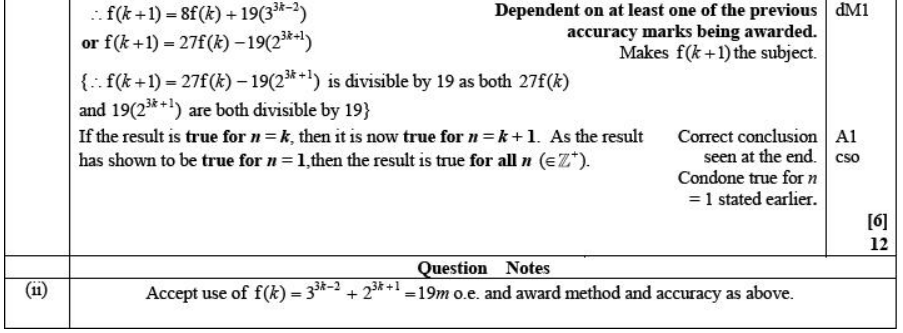 ∴ f(k+1) = 8f(k) + 19(3^{3k−2}) Dependent on at least one of the previous dM1
or f(k+1) = 27f(k) − 19(2^{3k+1}) accuracy marks being awarded.
Makes f(k+1) the subject.
{∴ f(k+1) = 27f(k) − 19(2^{3k+1}) is divisible by 19 as both 27f(k)
and 19(2^{3k+1}) are both divisible by 19}
If the result is true for n = k, then it is now true for n = k+1. As the result Correct conclusion A1
has shown to be true for n = 1,then the result is true for all n (∈ ℤ⁺). seen at the end. cso
Condone true for n
= 1 stated earlier.
[6]
12
Question Notes
(ii) Accept use of f(k) = 3^{3k−2} + 2^{3k+1} = 19m o.e. and award method and accuracy as above.